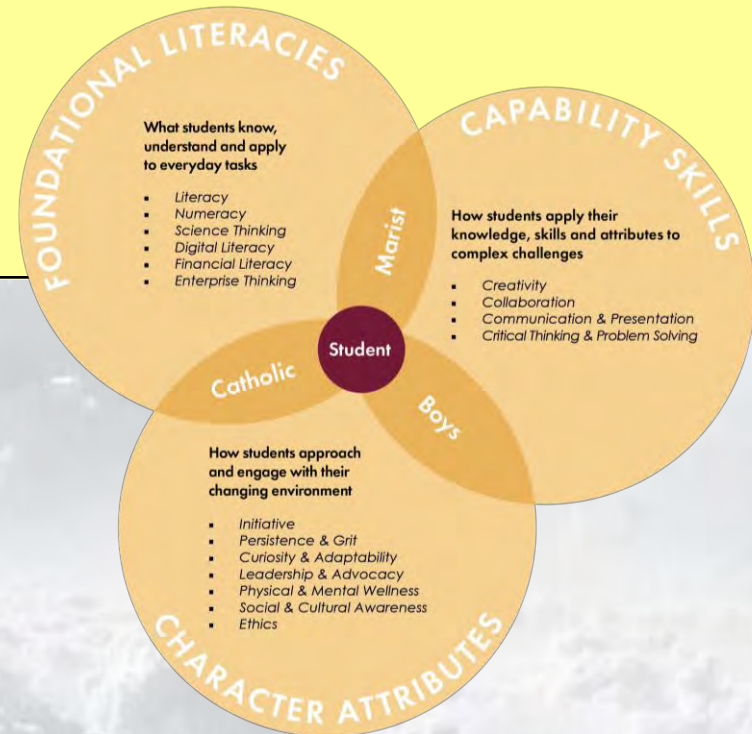 FOUNDATIONAL LITERACIES
What students know,
understand and apply
to everyday tasks
▪ Literacy
▪ Numeracy
▪ Science Thinking
▪ Digital Literacy
▪ Financial Literacy
▪ Enterprise Thinking
CAPABILITY SKILLS
How students apply their
knowledge, skills and attributes to
complex challenges
▪ Creativity
▪ Collaboration
▪ Communication & Presentation
▪ Critical Thinking & Problem Solving
Marist
Student
Catholic
Boys
How students approach
and engage with their
changing environment
▪ Initiative
▪ Persistence & Grit
▪ Curiosity & Adaptability
▪ Leadership & Advocacy
▪ Physical & Mental Wellness
▪ Social & Cultural Awareness
▪ Ethics
CHARACTER ATTRIBUTES